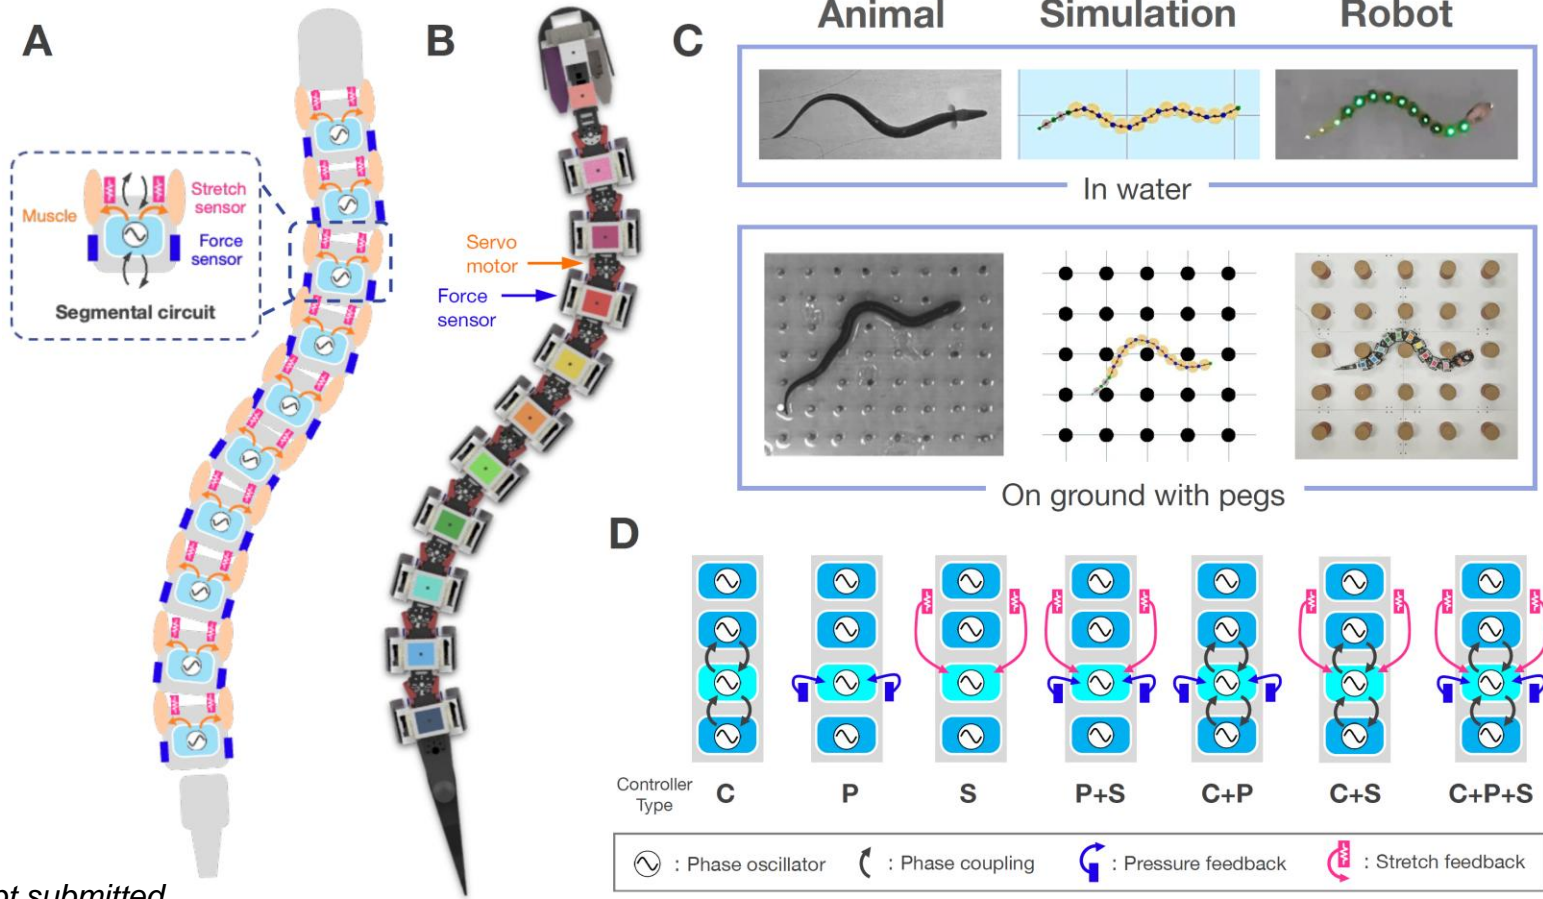 A
Muscle
Stretch
sensor
Force
sensor
Segmental circuit
B
Servo
motor
Force
sensor
C
Animal
Simulation
Robot
In water
On ground with pegs
D
Controller
Type
C
P
S
P+S
C+P
C+S
C+P+S
: Phase oscillator
: Phase coupling
: Pressure feedback
: Stretch feedback
submitted